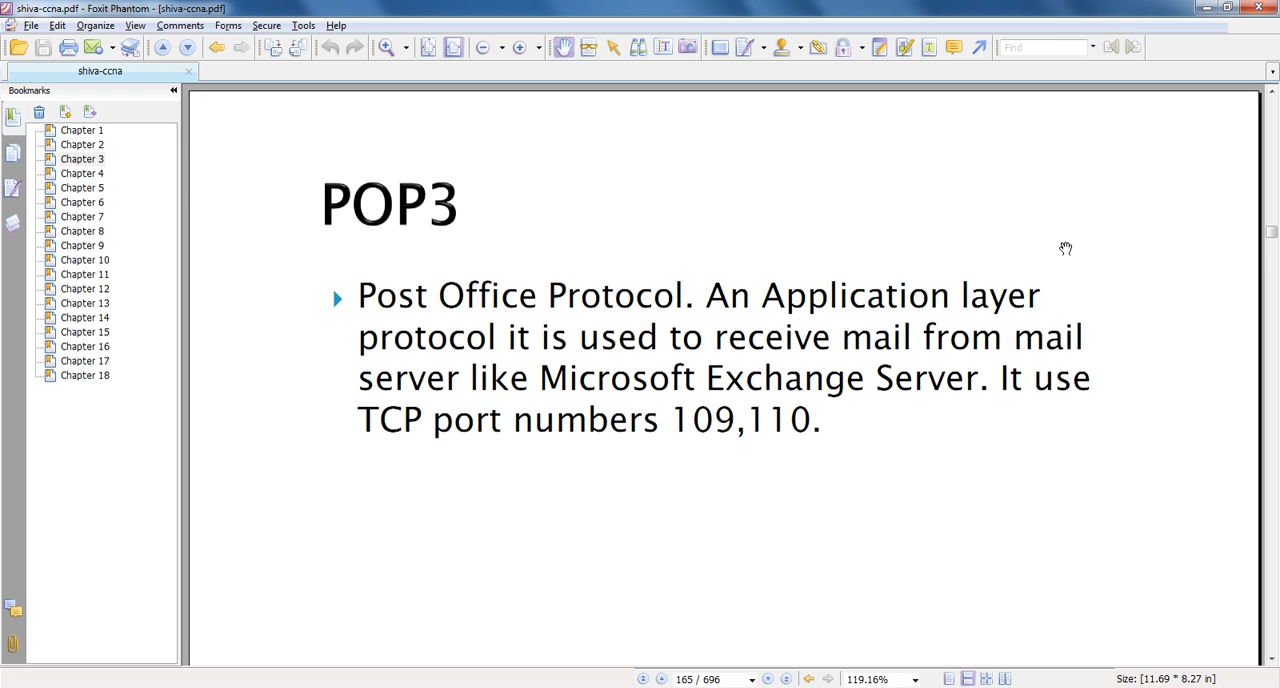 shiva-ccna.pdf - Foxit Phantom - [shiva-ccna.pdf]
File Edit Organize View Comments Forms Secure Tools Help
Find
shiva-ccna
Bookmarks
Chapter 1
Chapter 2
Chapter 3
Chapter 4
Chapter 5
Chapter 6
Chapter 7
Chapter 8
Chapter 9
Chapter 10
Chapter 11
Chapter 12
Chapter 13
Chapter 14
Chapter 15
Chapter 16
Chapter 17
Chapter 18
POP3
Post Office Protocol. An Application layer
protocol it is used to receive mail from mail
server like Microsoft Exchange Server. It use
TCP port numbers 109,110.
165 / 696 119.16% Size: [11.69 * 8.27 in]